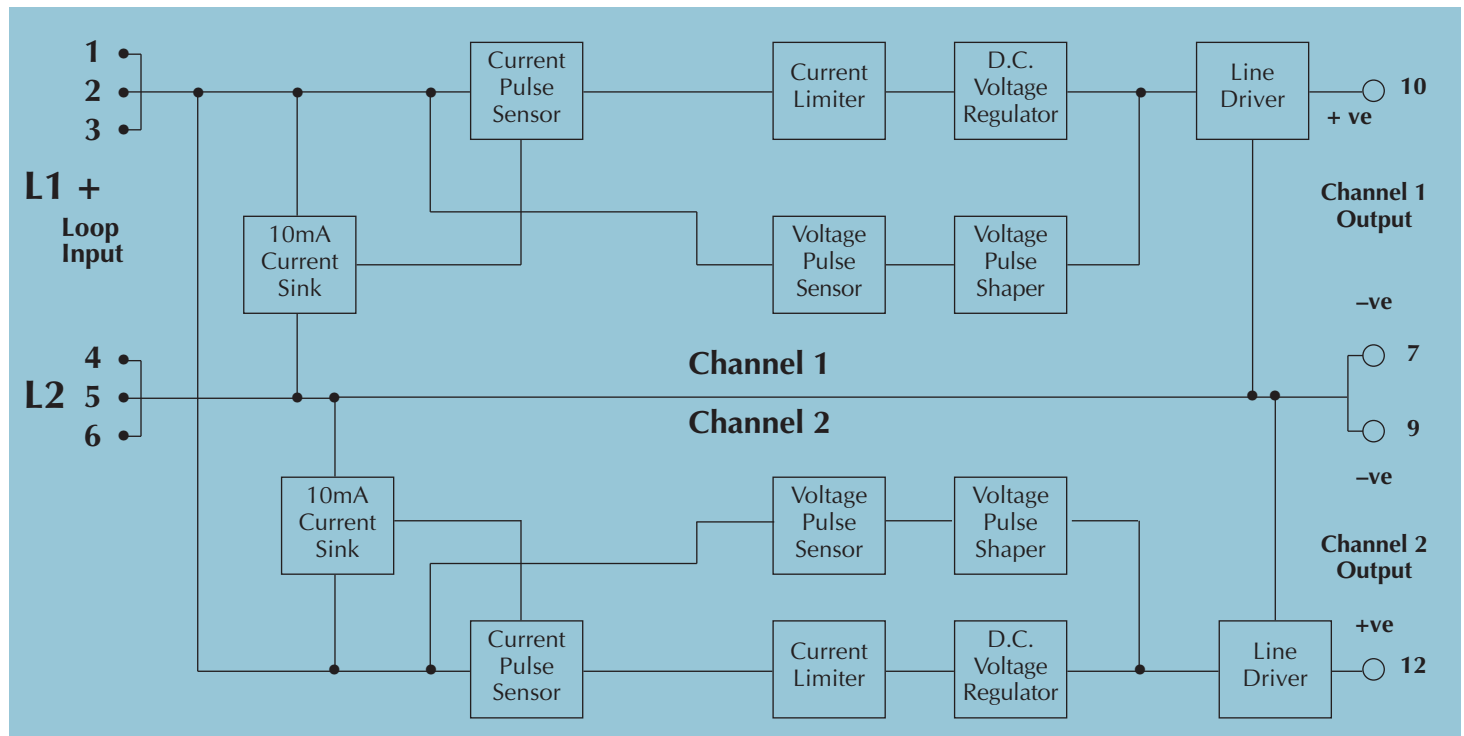 1
2
3
L1 +
Loop
Input
Current
Pulse
Sensor
Current
Limiter
D.C.
Voltage
Regulator
Line
Driver
10
+ ve
10mA
Current
Sink
Voltage
Pulse
Sensor
Voltage
Pulse
Shaper
Channel 1
Output
–ve
7
4
L2 5
6
Channel 1
Channel 2
9
–ve
10mA
Current
Sink
Voltage
Pulse
Sensor
Voltage
Pulse
Shaper
Channel 2
Output
Current
Pulse
Sensor
Current
Limiter
D.C.
Voltage
Regulator
Line
Driver
+ve
12